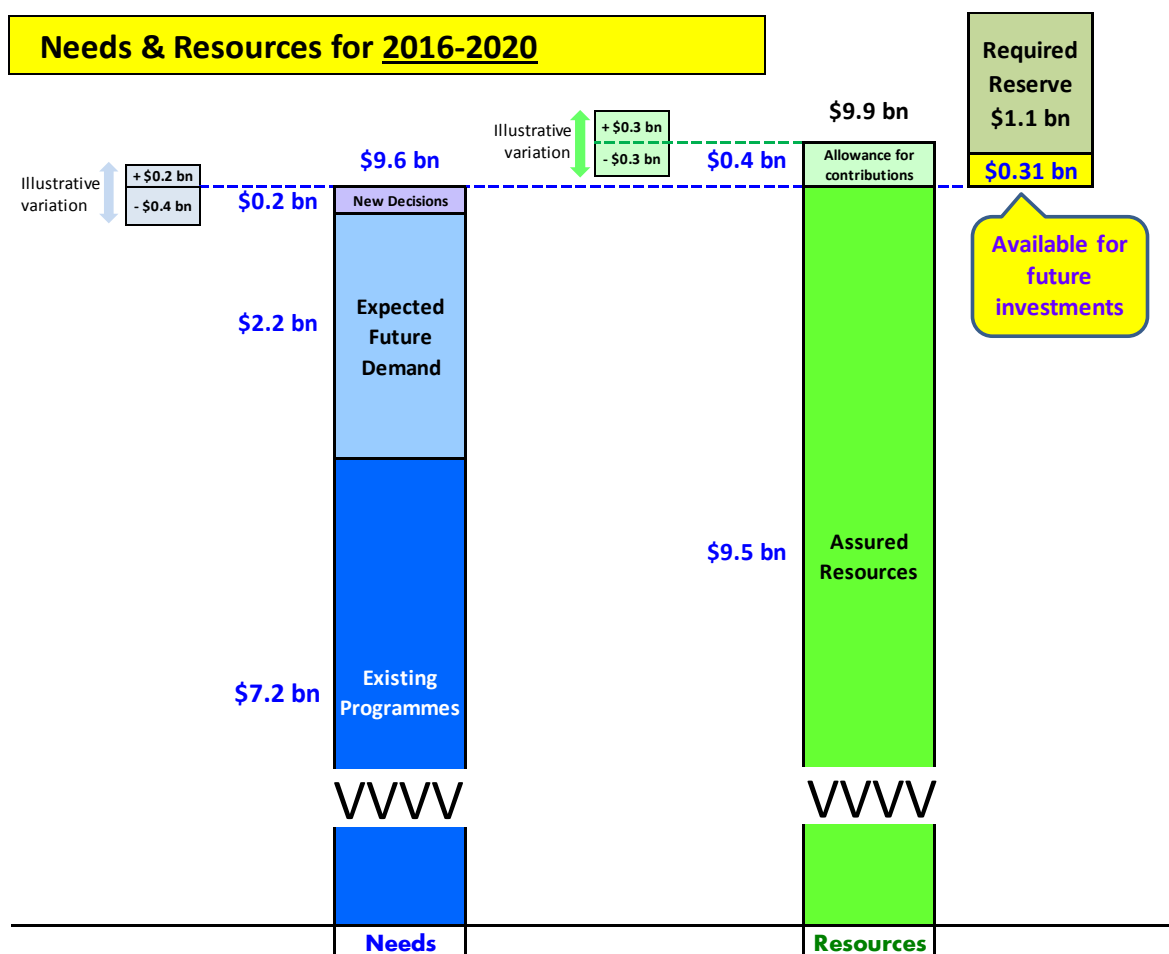 Needs & Resources for 2016-2020
Required
Reserve
$1.1 bn
$0.31 bn
Available for
future
investments
Illustrative
variation
+ $0.3 bn
- $0.3 bn
$9.9 bn
$0.4 bn
Allowance for
contributions
Illustrative
variation
+ $0.2 bn
- $0.4 bn
$9.6 bn
$0.2 bn
New Decisions
$2.2 bn
Expected
Future
Demand
$9.5 bn
Assured
Resources
$7.2 bn
Existing
Programmes
Needs
Resources